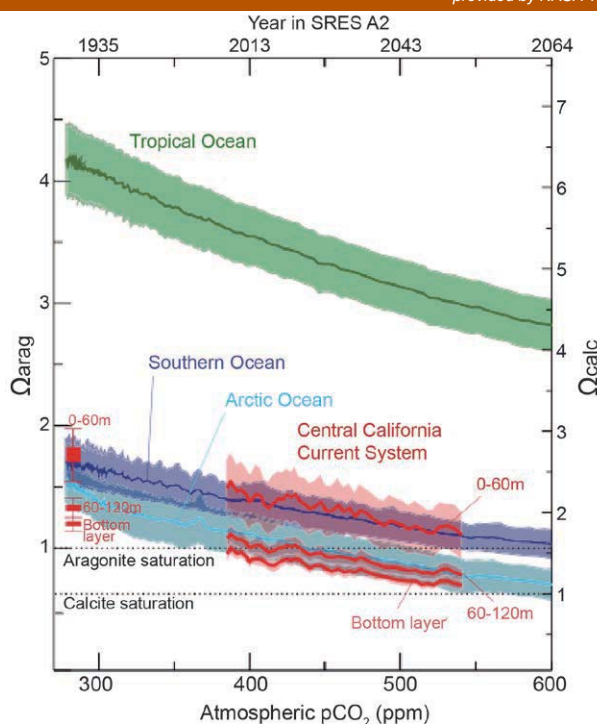 Year in SRES A2
1935 2013 2043 2064
5
4
3
2
1
Ωarag
7
6
5
4
3
2
1
Ωcalc
Tropical Ocean
Southern Ocean
Arctic Ocean
Central California
Current System
0-60m
60-120m
Bottom
layer
0-60m
Aragonite saturation
Calcite saturation
60-120m
Bottom layer
300 400 500 600
Atmospheric pCO₂ (ppm)